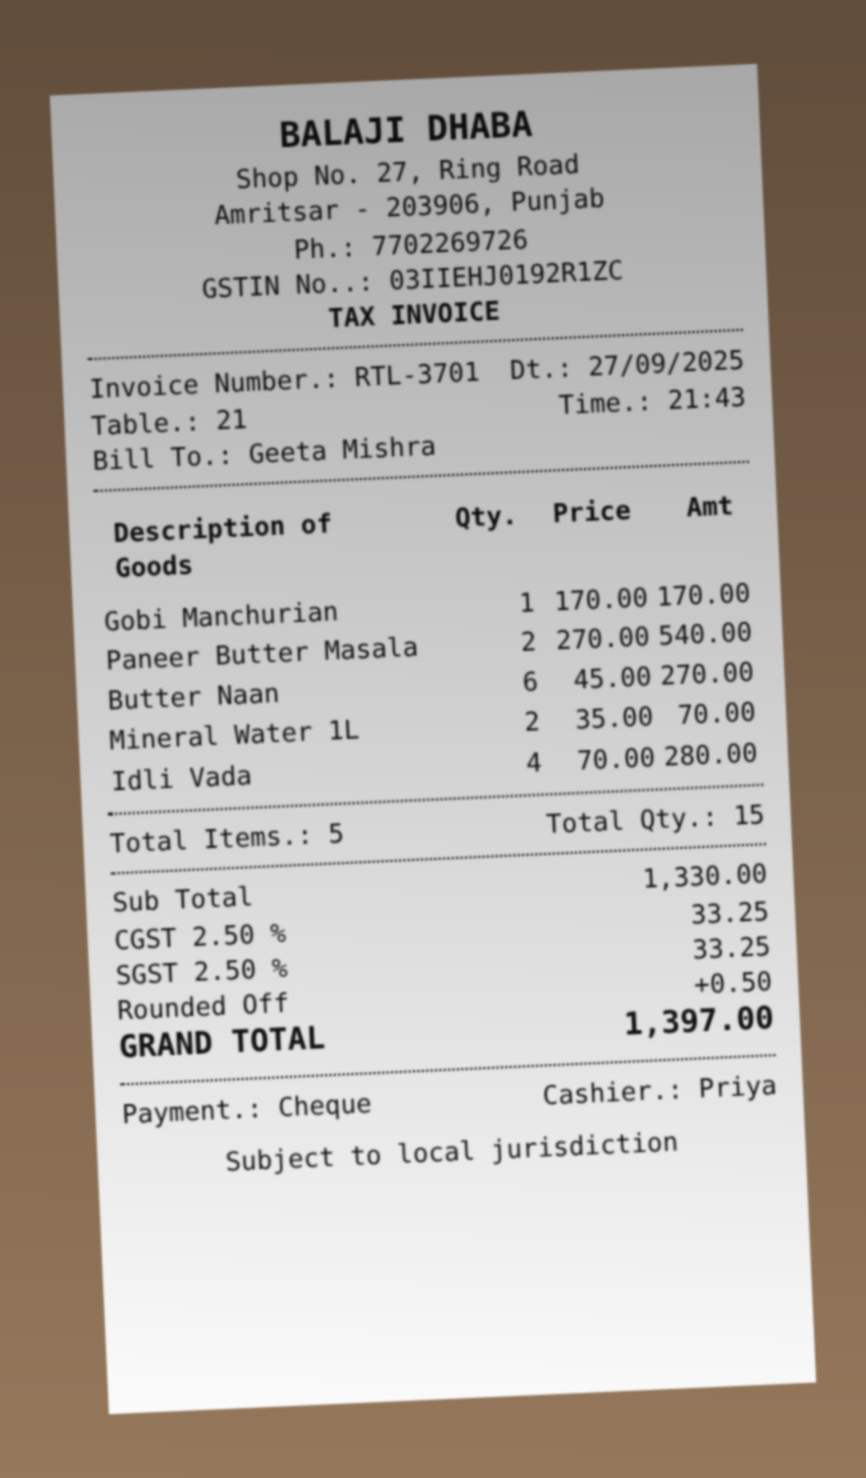 BALAJI DHABA
Shop No. 27, Ring Road
Amritsar - 203906, Punjab
Ph.: 7702269726
GSTIN No..: 03IIEHJ0192R1ZC
TAX INVOICE
Invoice Number.: RTL-3701 Dt.: 27/09/2025
Table.: 21 Time.: 21:43
Bill To.: Geeta Mishra
Description of Qty. Price Amt
Goods
Gobi Manchurian 1 170.00 170.00
Paneer Butter Masala 2 270.00 540.00
Butter Naan 6 45.00 270.00
Mineral Water 1L 2 35.00 70.00
Idli Vada 4 70.00 280.00
Total Items.: 5 Total Qty.: 15
Sub Total 1,330.00
CGST 2.50 % 33.25
SGST 2.50 % 33.25
Rounded Off +0.50
GRAND TOTAL 1,397.00
Payment.: Cheque Cashier.: Priya
Subject to local jurisdiction